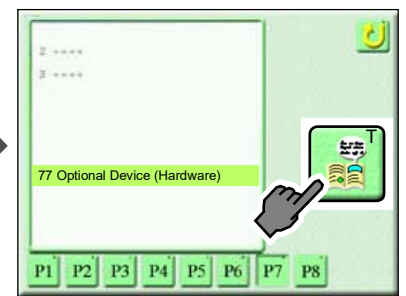 2 ----
3 ----
77 Optional Device (Hardware)
T
P1 P2 P3 P4 P5 P6 P7 P8